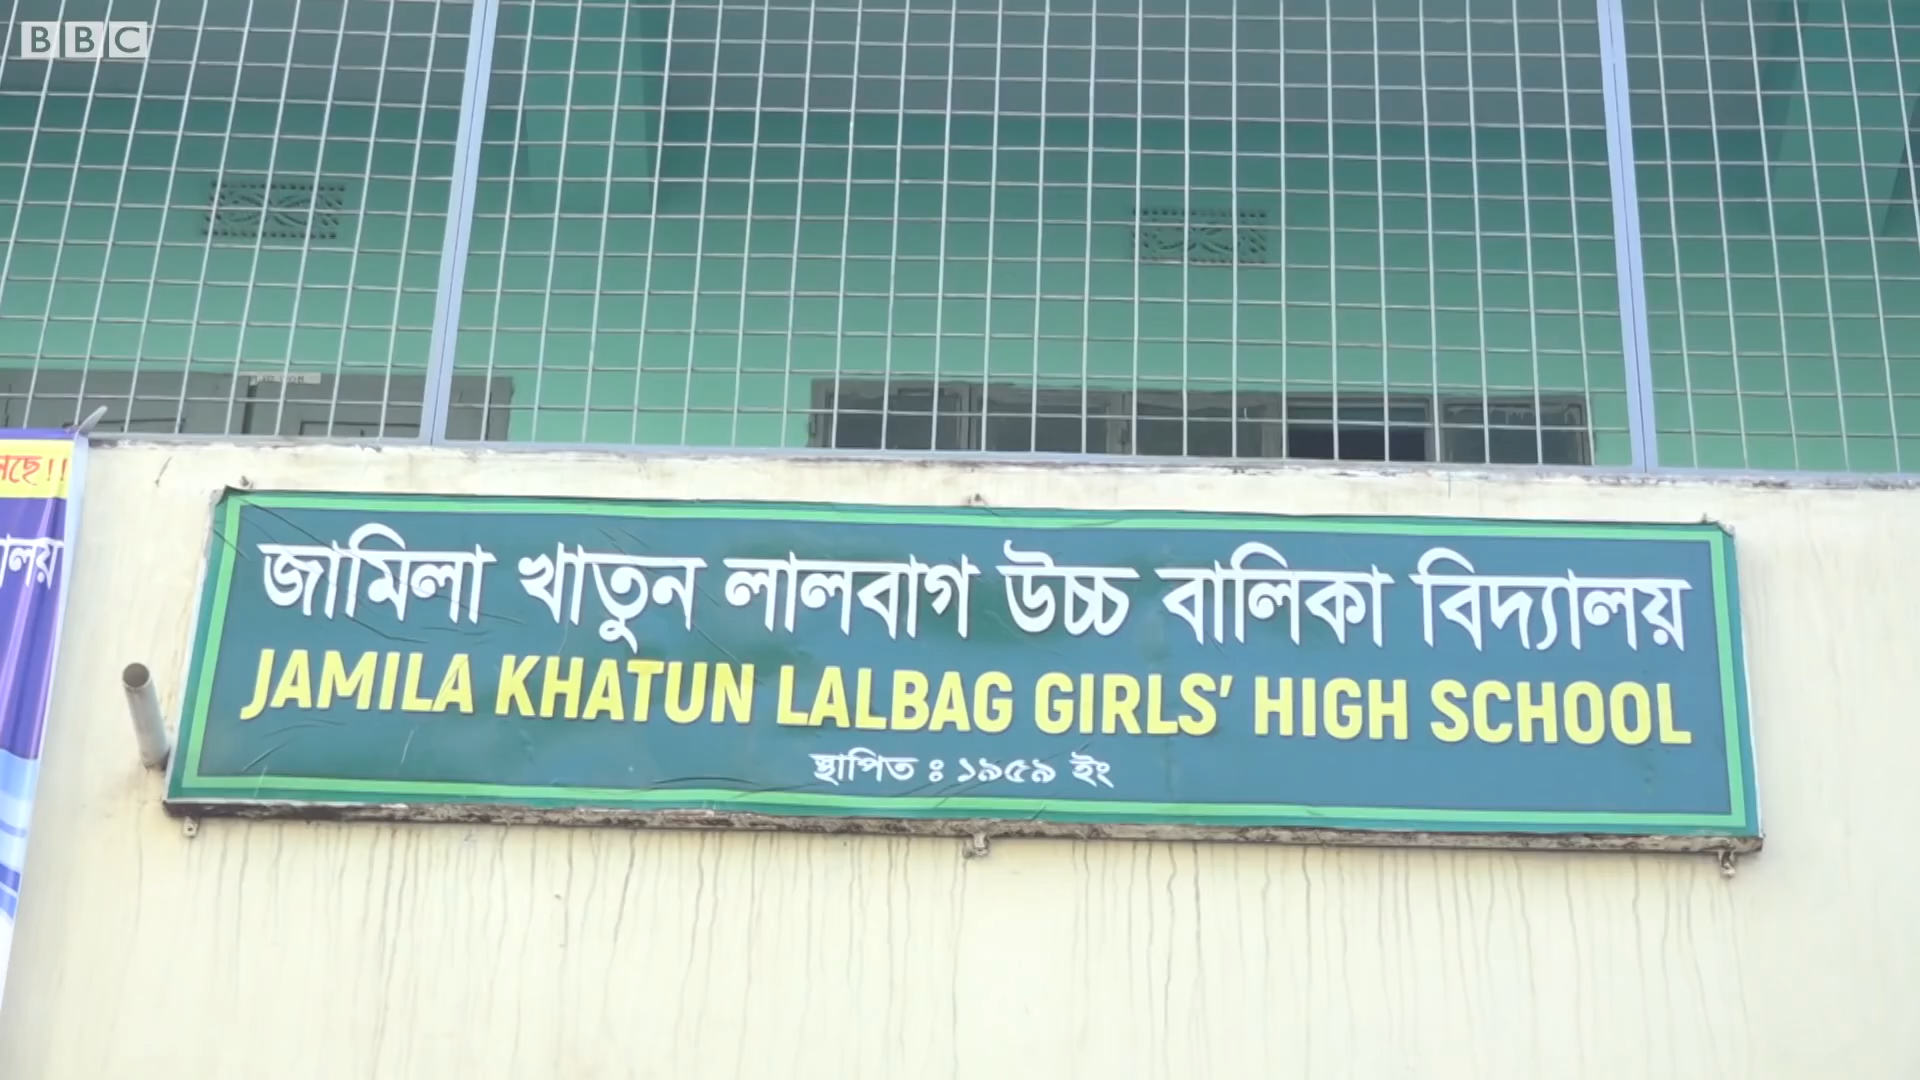 BBC
জামিলা খাতুন লালবাগ উচ্চ বালিকা বিদ্যালয়
JAMILA KHATUN LALBAG GIRLS' HIGH SCHOOL
স্থাপিত ঃ ১৯৫৯ ইং